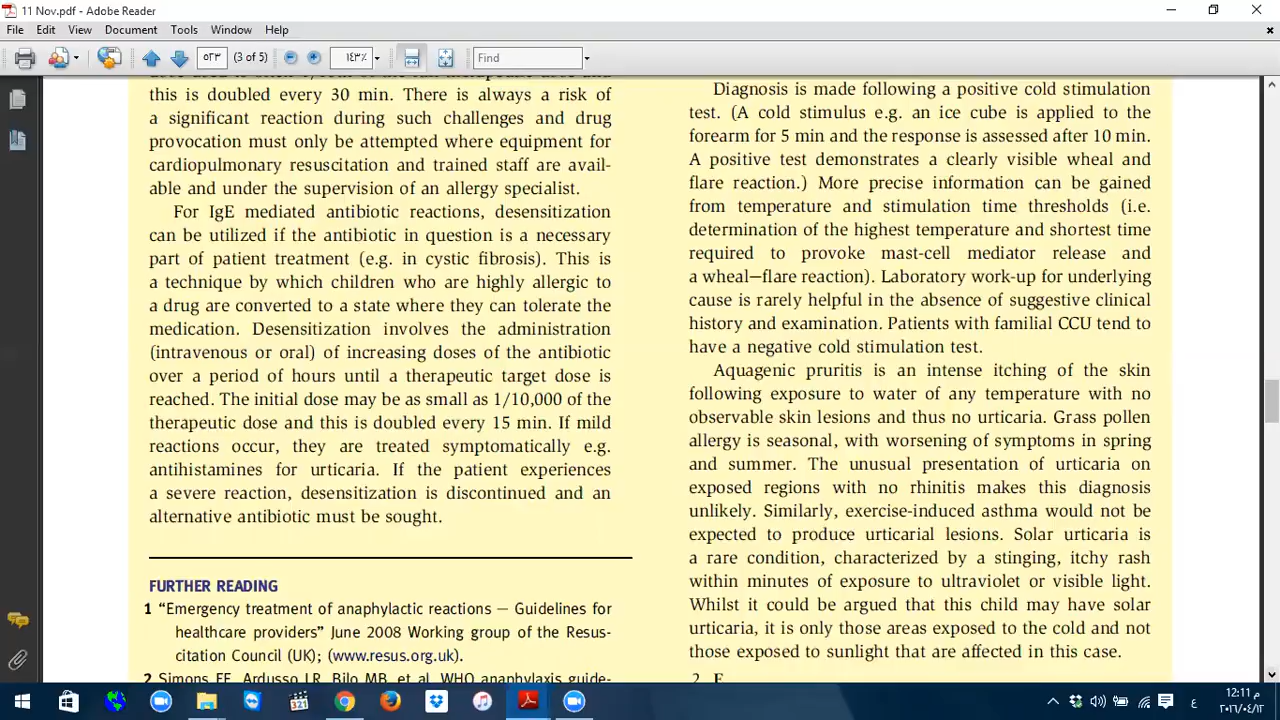 11 Nov.pdf - Adobe Reader
File Edit View Document Tools Window Help
٥٢٣ (3 of 5) ١٤٣٪ Find
this is doubled every 30 min. There is always a risk of
a significant reaction during such challenges and drug
provocation must only be attempted where equipment for
cardiopulmonary resuscitation and trained staff are avail-
able and under the supervision of an allergy specialist.
For IgE mediated antibiotic reactions, desensitization
can be utilized if the antibiotic in question is a necessary
part of patient treatment (e.g. in cystic fibrosis). This is
a technique by which children who are highly allergic to
a drug are converted to a state where they can tolerate the
medication. Desensitization involves the administration
(intravenous or oral) of increasing doses of the antibiotic
over a period of hours until a therapeutic target dose is
reached. The initial dose may be as small as 1/10,000 of the
therapeutic dose and this is doubled every 15 min. If mild
reactions occur, they are treated symptomatically e.g.
antihistamines for urticaria. If the patient experiences
a severe reaction, desensitization is discontinued and an
alternative antibiotic must be sought.
FURTHER READING
1 “Emergency treatment of anaphylactic reactions – Guidelines for
healthcare providers” June 2008 Working group of the Resus-
citation Council (UK); (www.resus.org.uk).
2 Simons FE, Ardusso LR, Bilo MB, et al. WHO anaphylaxis guide-
Diagnosis is made following a positive cold stimulation
test. (A cold stimulus e.g. an ice cube is applied to the
forearm for 5 min and the response is assessed after 10 min.
A positive test demonstrates a clearly visible wheal and
flare reaction.) More precise information can be gained
from temperature and stimulation time thresholds (i.e.
determination of the highest temperature and shortest time
required to provoke mast-cell mediator release and
a wheal–flare reaction). Laboratory work-up for underlying
cause is rarely helpful in the absence of suggestive clinical
history and examination. Patients with familial CCU tend to
have a negative cold stimulation test.
Aquagenic pruritis is an intense itching of the skin
following exposure to water of any temperature with no
observable skin lesions and thus no urticaria. Grass pollen
allergy is seasonal, with worsening of symptoms in spring
and summer. The unusual presentation of urticaria on
exposed regions with no rhinitis makes this diagnosis
unlikely. Similarly, exercise-induced asthma would not be
expected to produce urticarial lesions. Solar urticaria is
a rare condition, characterized by a stinging, itchy rash
within minutes of exposure to ultraviolet or visible light.
Whilst it could be argued that this child may have solar
urticaria, it is only those areas exposed to the cold and not
those exposed to sunlight that are affected in this case.
2 E
321
ع
12:11 م